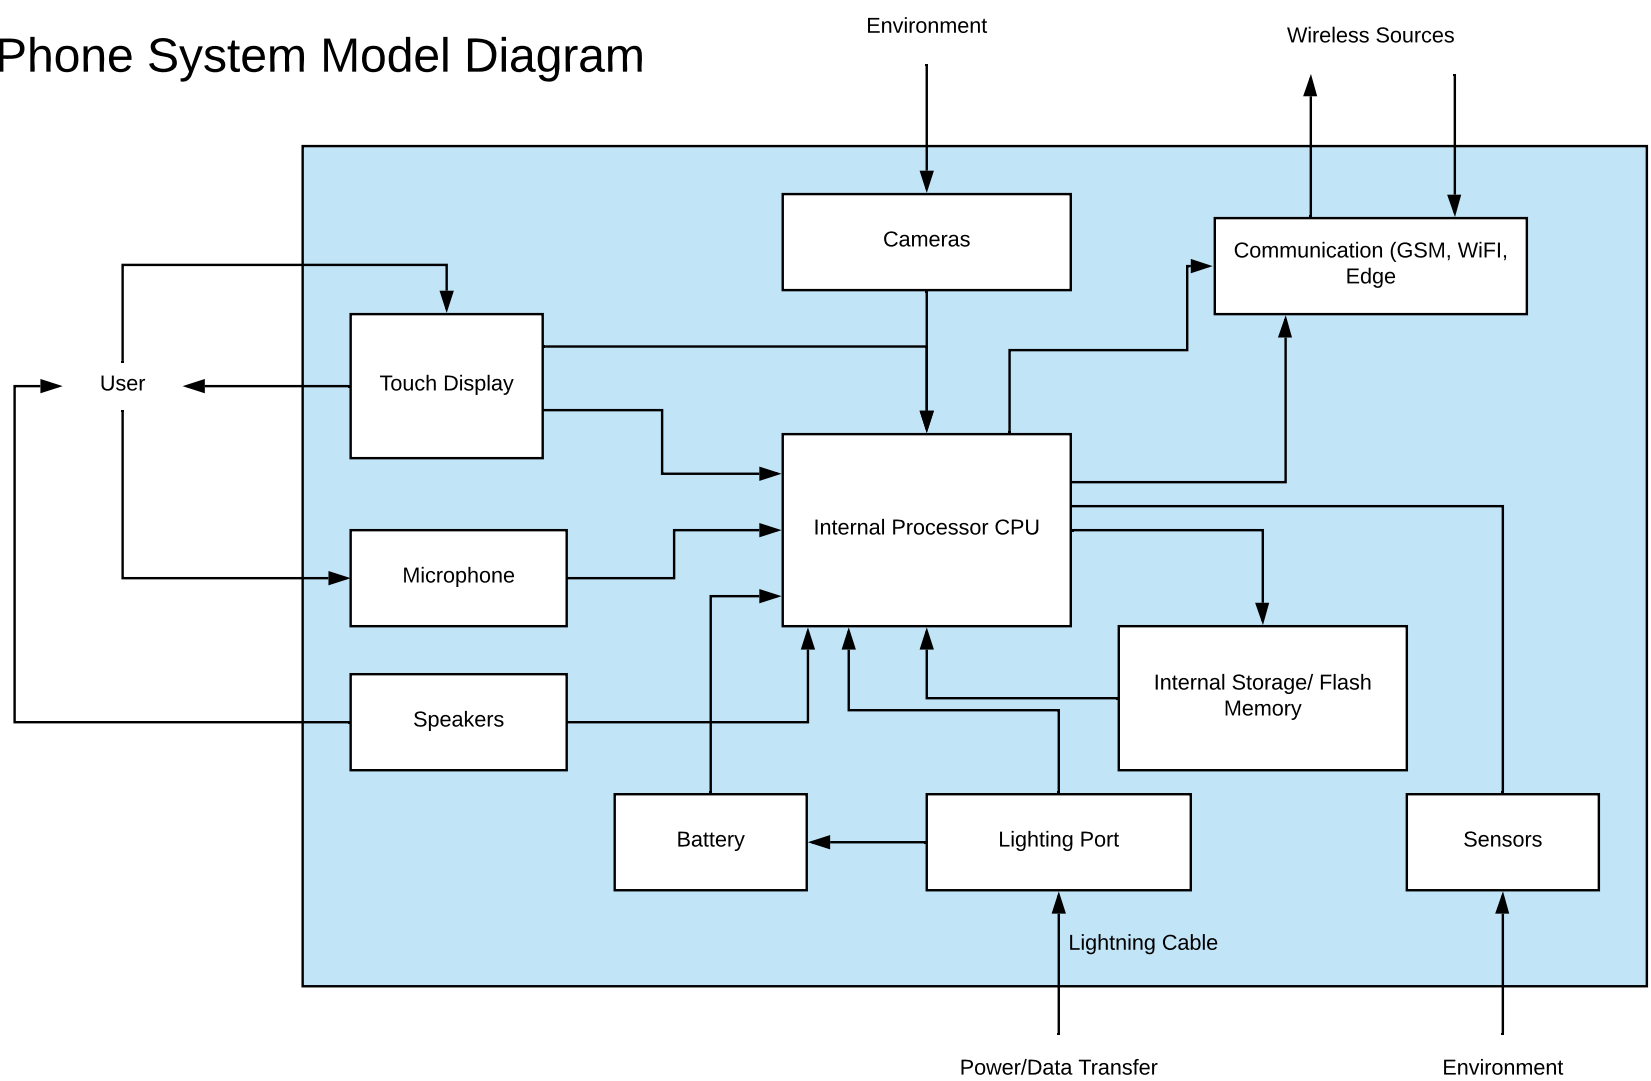 Phone System Model Diagram
Environment
Wireless Sources
Cameras
Communication (GSM, WiFI,
Edge
User
Touch Display
Internal Processor CPU
Microphone
Internal Storage/ Flash
Memory
Speakers
Battery
Lighting Port
Sensors
Lightning Cable
Power/Data Transfer
Environment